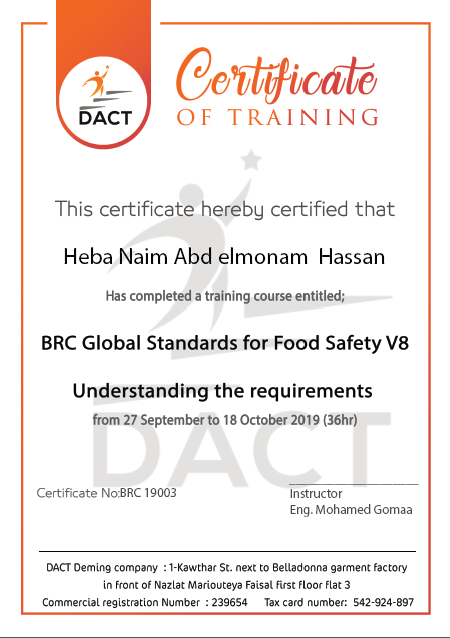 DACT
Certificate
OF TRAINING
This certificate hereby certified that
Heba Naim Abd elmonam Hassan
Has completed a training course entitled;
BRC Global Standards for Food Safety V8
Understanding the requirements
from 27 September to 18 October 2019 (36hr)
DACT
Certificate No:BRC 19003
Instructor
Eng. Mohamed Gomaa
DACT Deming company : 1-Kawthar St. next to Belladonna garment factory
in front of Nazlat Mariouteya Faisal first floor flat 3
Commercial registration Number : 239654 Tax card number: 542-924-897